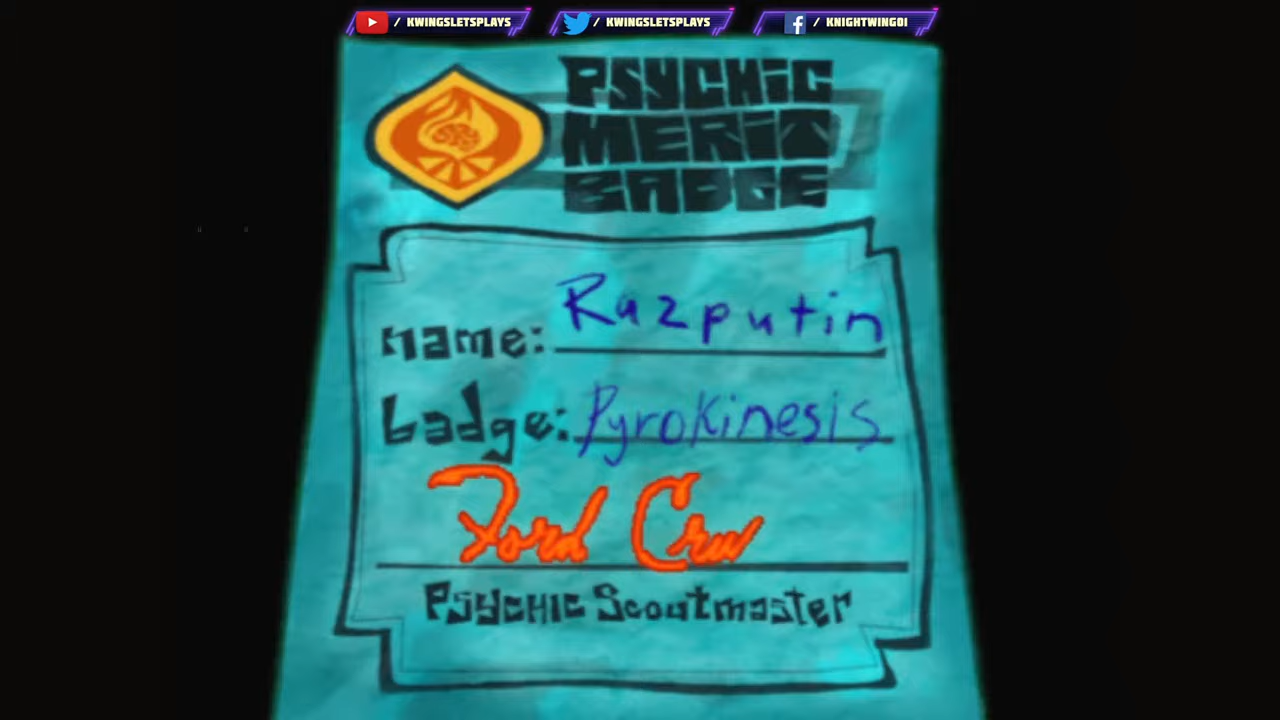 / KWINGSLETSPLAYS / KWINGSLETSPLAYS / KNIGHTWING01
PSYCHIC
MERIT
BADGE
name: Razputin
badge: Pyrokinesis
Ford Cru
Psychic Scoutmaster